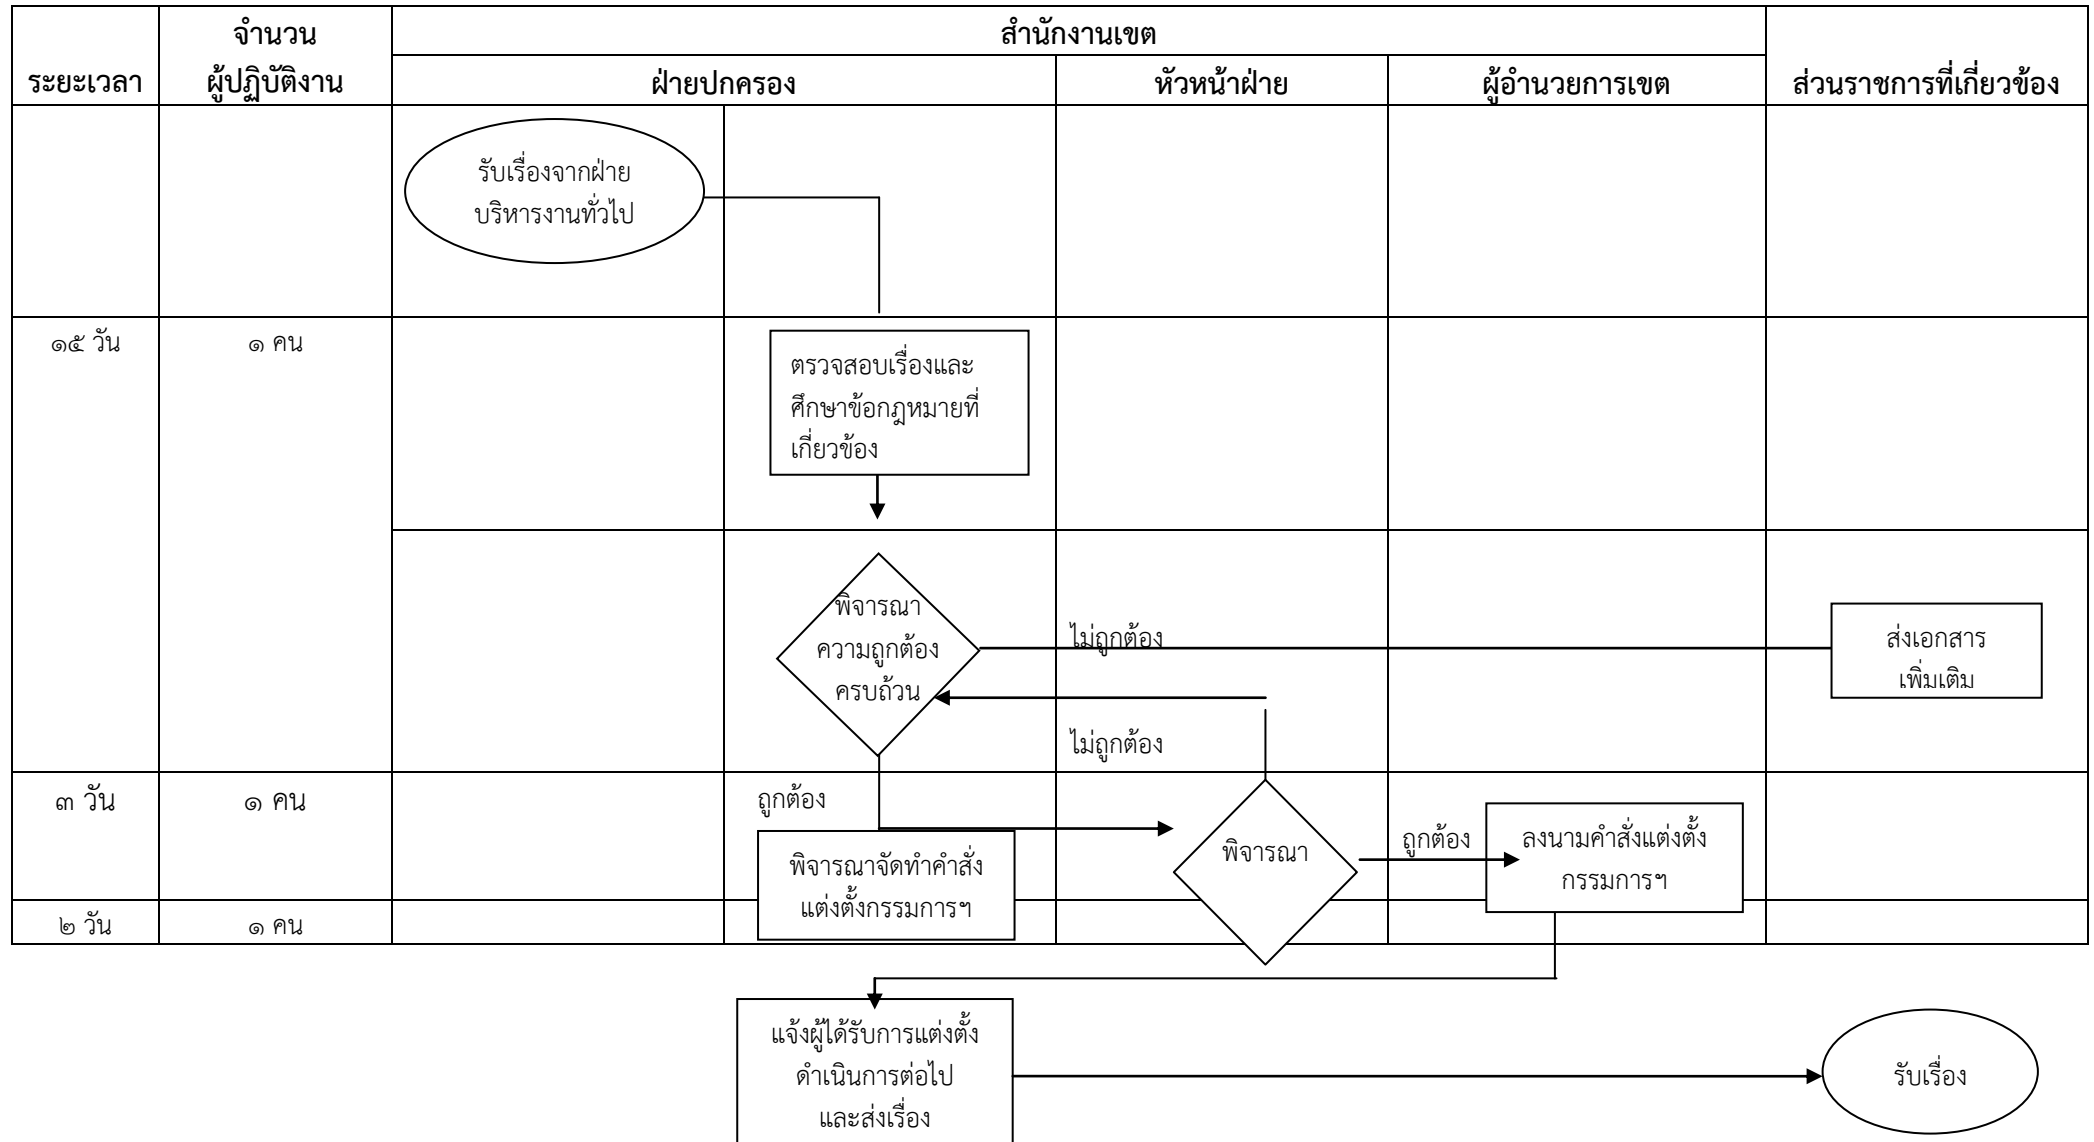 จำนวน
สำนักงานเขต
ระยะเวลา
ผู้ปฏิบัติงาน
ฝ่ายปกครอง
หัวหน้าฝ่าย
ผู้อำนวยการเขต
ส่วนราชการที่เกี่ยวข้อง
รับเรื่องจากฝ่าย
บริหารงานทั่วไป
๑๕ วัน
๑ คน
ตรวจสอบเรื่องและ
ศึกษาข้อกฎหมายที่
เกี่ยวข้อง
พิจารณา
ความถูกต้อง
ครบถ้วน
ไม่ถูกต้อง
ส่งเอกสาร
เพิ่มเติม
ไม่ถูกต้อง
๓ วัน
๑ คน
ถูกต้อง
พิจารณาจัดทำคำสั่ง
แต่งตั้งกรรมการฯ
พิจารณา
ถูกต้อง
ลงนามคำสั่งแต่งตั้ง
กรรมการฯ
๒ วัน
๑ คน
แจ้งผู้ได้รับการแต่งตั้ง
ดำเนินการต่อไป
และส่งเรื่อง
รับเรื่อง